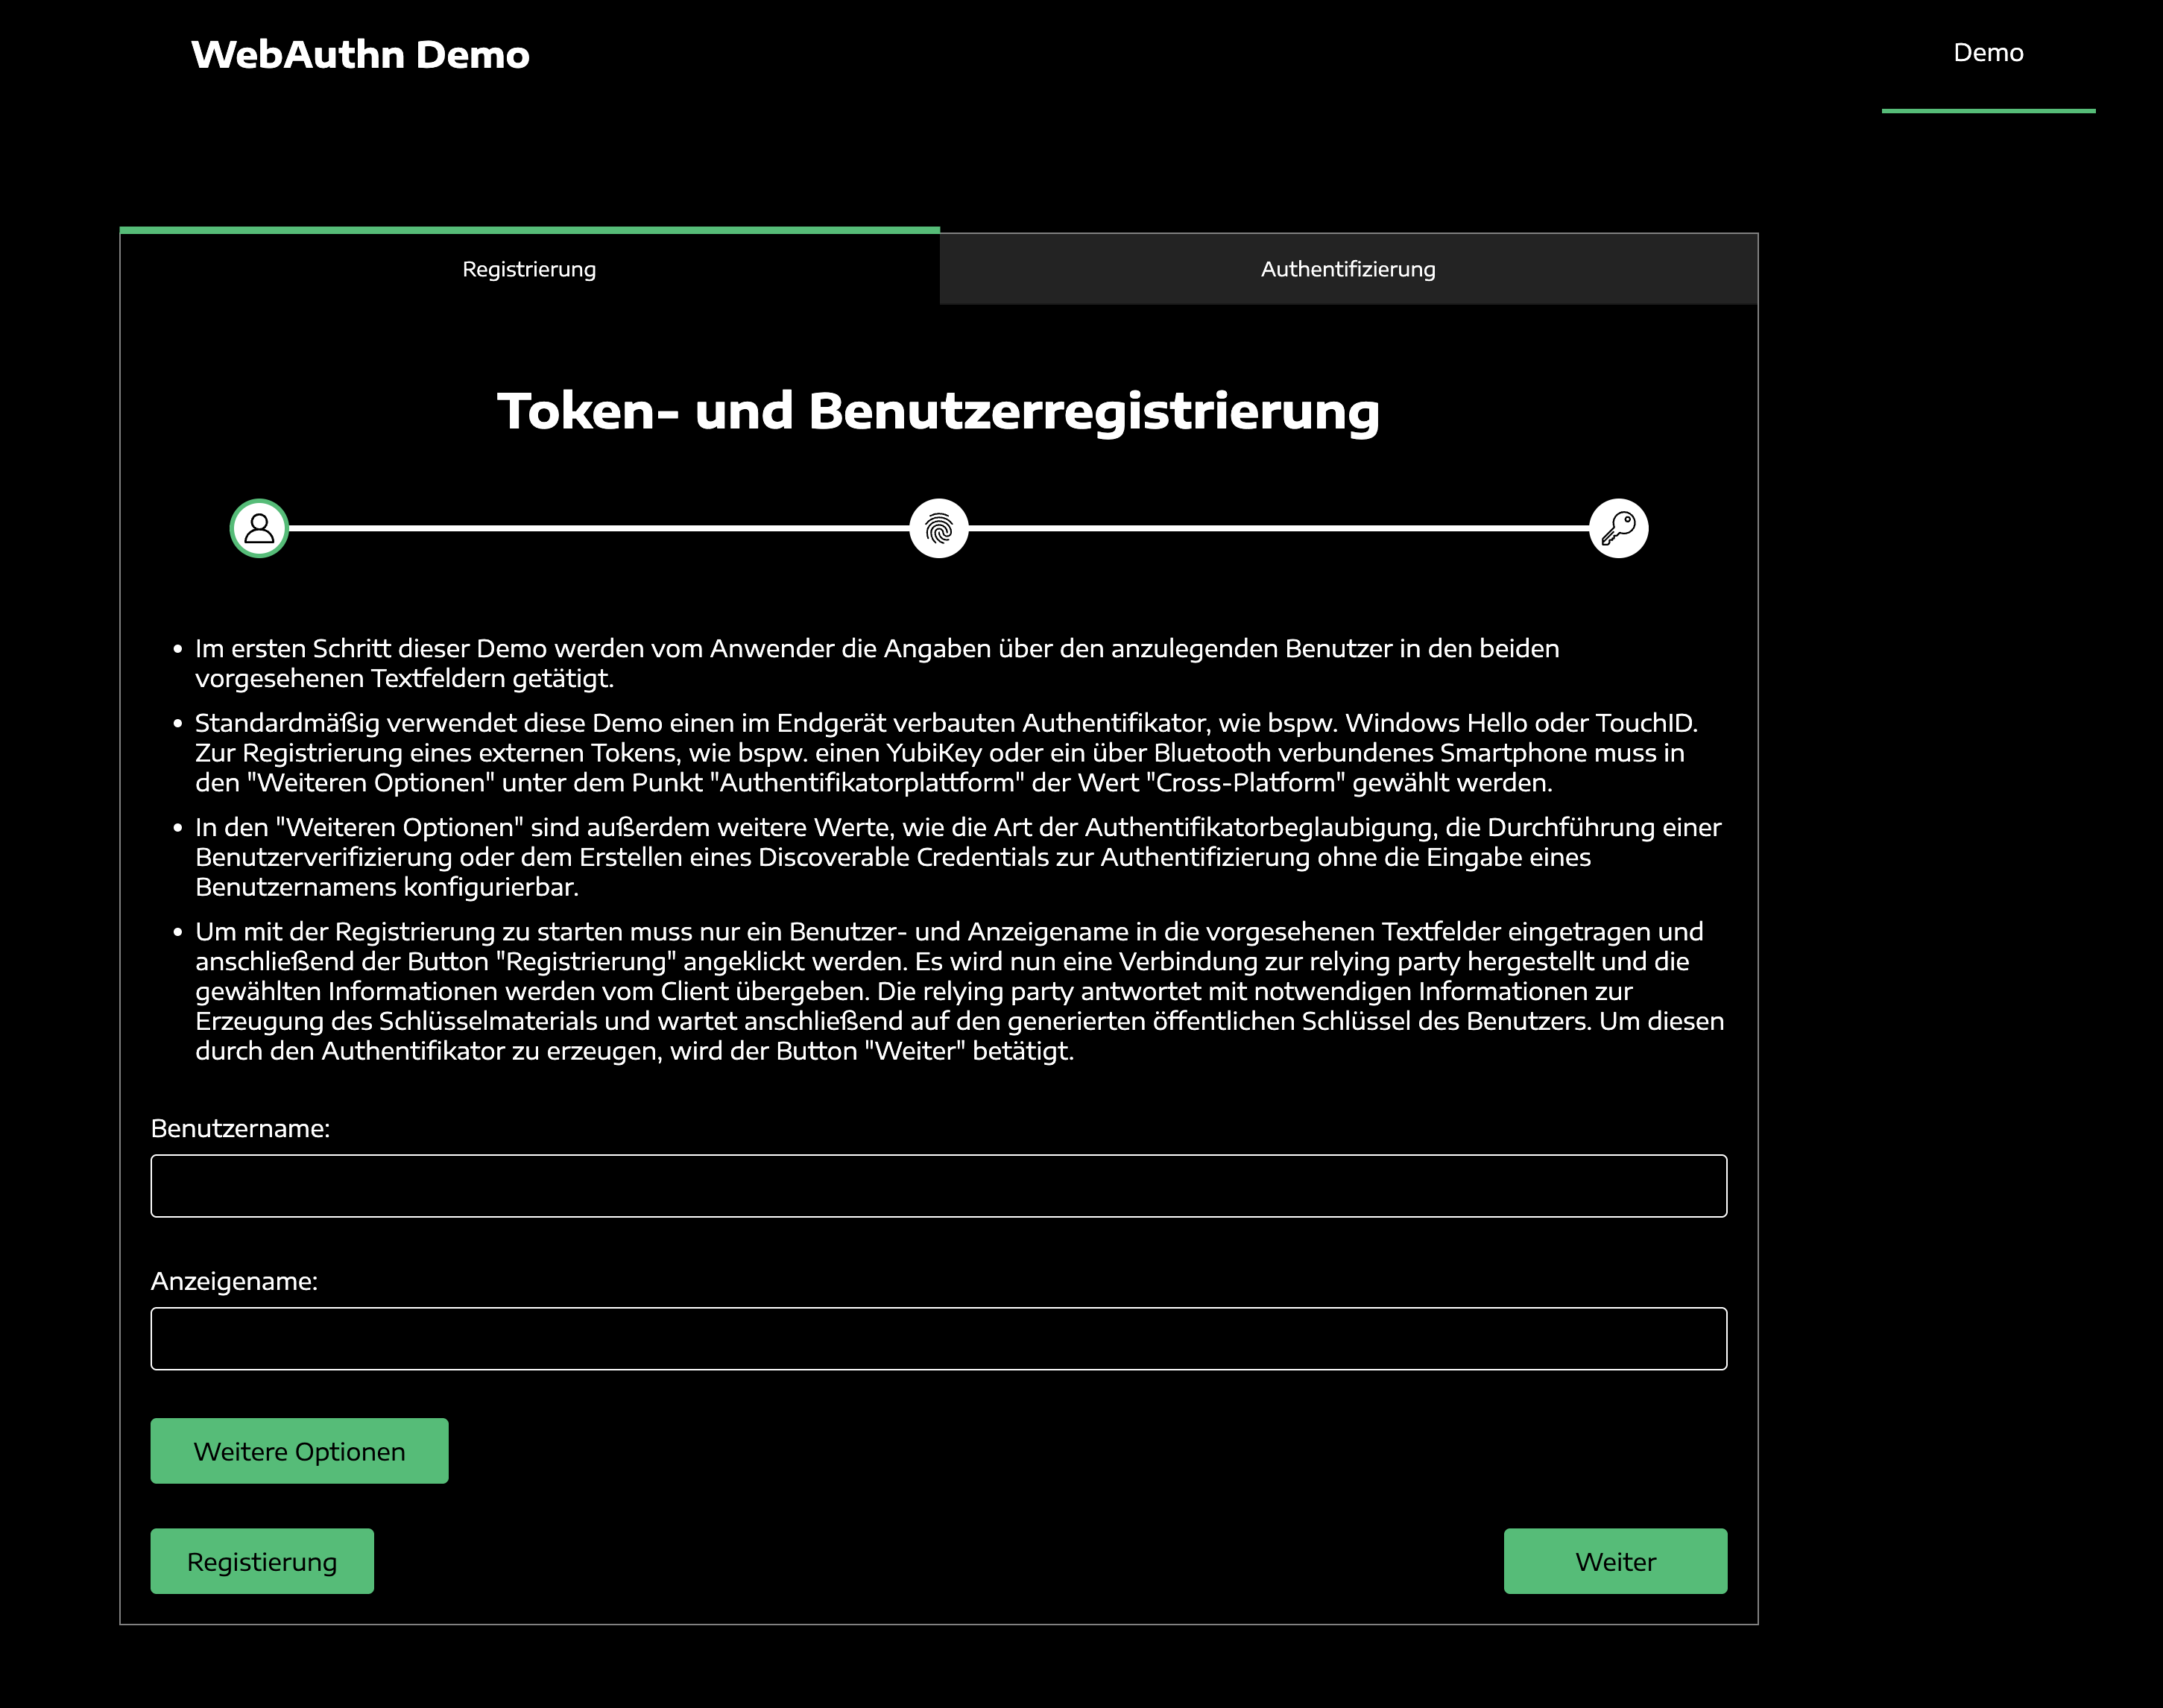 WebAuthn Demo
Demo
Registrierung
Authentifizierung
Token- und Benutzerregistrierung
• Im ersten Schritt dieser Demo werden vom Anwender die Angaben über den anzulegenden Benutzer in den beiden
vorgesehenen Textfeldern getätigt.
• Standardmäßig verwendet diese Demo einen im Endgerät verbauten Authentifikator, wie bspw. Windows Hello oder TouchID.
Zur Registrierung eines externen Tokens, wie bspw. einen YubiKey oder ein über Bluetooth verbundenes Smartphone muss in
den "Weiteren Optionen" unter dem Punkt "Authentifikatorplattform" der Wert "Cross-Platform" gewählt werden.
• In den "Weiteren Optionen" sind außerdem weitere Werte, wie die Art der Authentifikatorbeglaubigung, die Durchführung einer
Benutzerverifizierung oder dem Erstellen eines Discoverable Credentials zur Authentifizierung ohne die Eingabe eines
Benutzernamens konfigurierbar.
• Um mit der Registrierung zu starten muss nur ein Benutzer- und Anzeigename in die vorgesehenen Textfelder eingetragen und
anschließend der Button "Registrierung" angeklickt werden. Es wird nun eine Verbindung zur relying party hergestellt und die
gewählten Informationen werden vom Client übergeben. Die relying party antwortet mit notwendigen Informationen zur
Erzeugung des Schlüsselmaterials und wartet anschließend auf den generierten öffentlichen Schlüssel des Benutzers. Um diesen
durch den Authentifikator zu erzeugen, wird der Button "Weiter" betätigt.
Benutzername:
Anzeigename:
Weitere Optionen
Registierung
Weiter